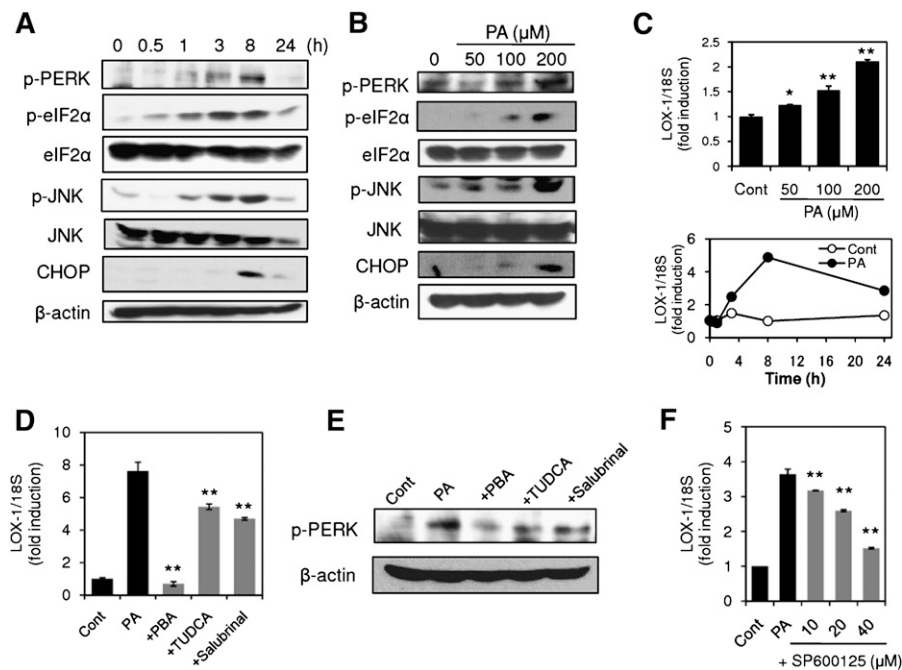 A
0 0.5 1 3 8 24 (h)
p-PERK
p-eIF2α
eIF2α
p-JNK
JNK
CHOP
β-actin
B
PA (μM)
0 50 100 200
p-PERK
p-eIF2α
eIF2α
p-JNK
JNK
CHOP
β-actin
C
LOX-1/18S
(fold induction)
2.5
2
1.5
1
0.5
0
* ** **
Cont 50 100 200
PA (μM)
LOX-1/18S
(fold induction)
6
4
2
0
Cont
PA
0 4 8 12 16 20 24
Time (h)
D
LOX-1/18S
(fold induction)
10
8
6
4
2
0
** ** **
Cont PA +PBA +TUDCA +Salubrinal
E
Cont PA +PBA +TUDCA +Salubrinal
p-PERK
β-actin
F
LOX-1/18S
(fold induction)
5
4
3
2
1
0
** ** **
Cont PA 10 20 40
+ SP600125 (μM)